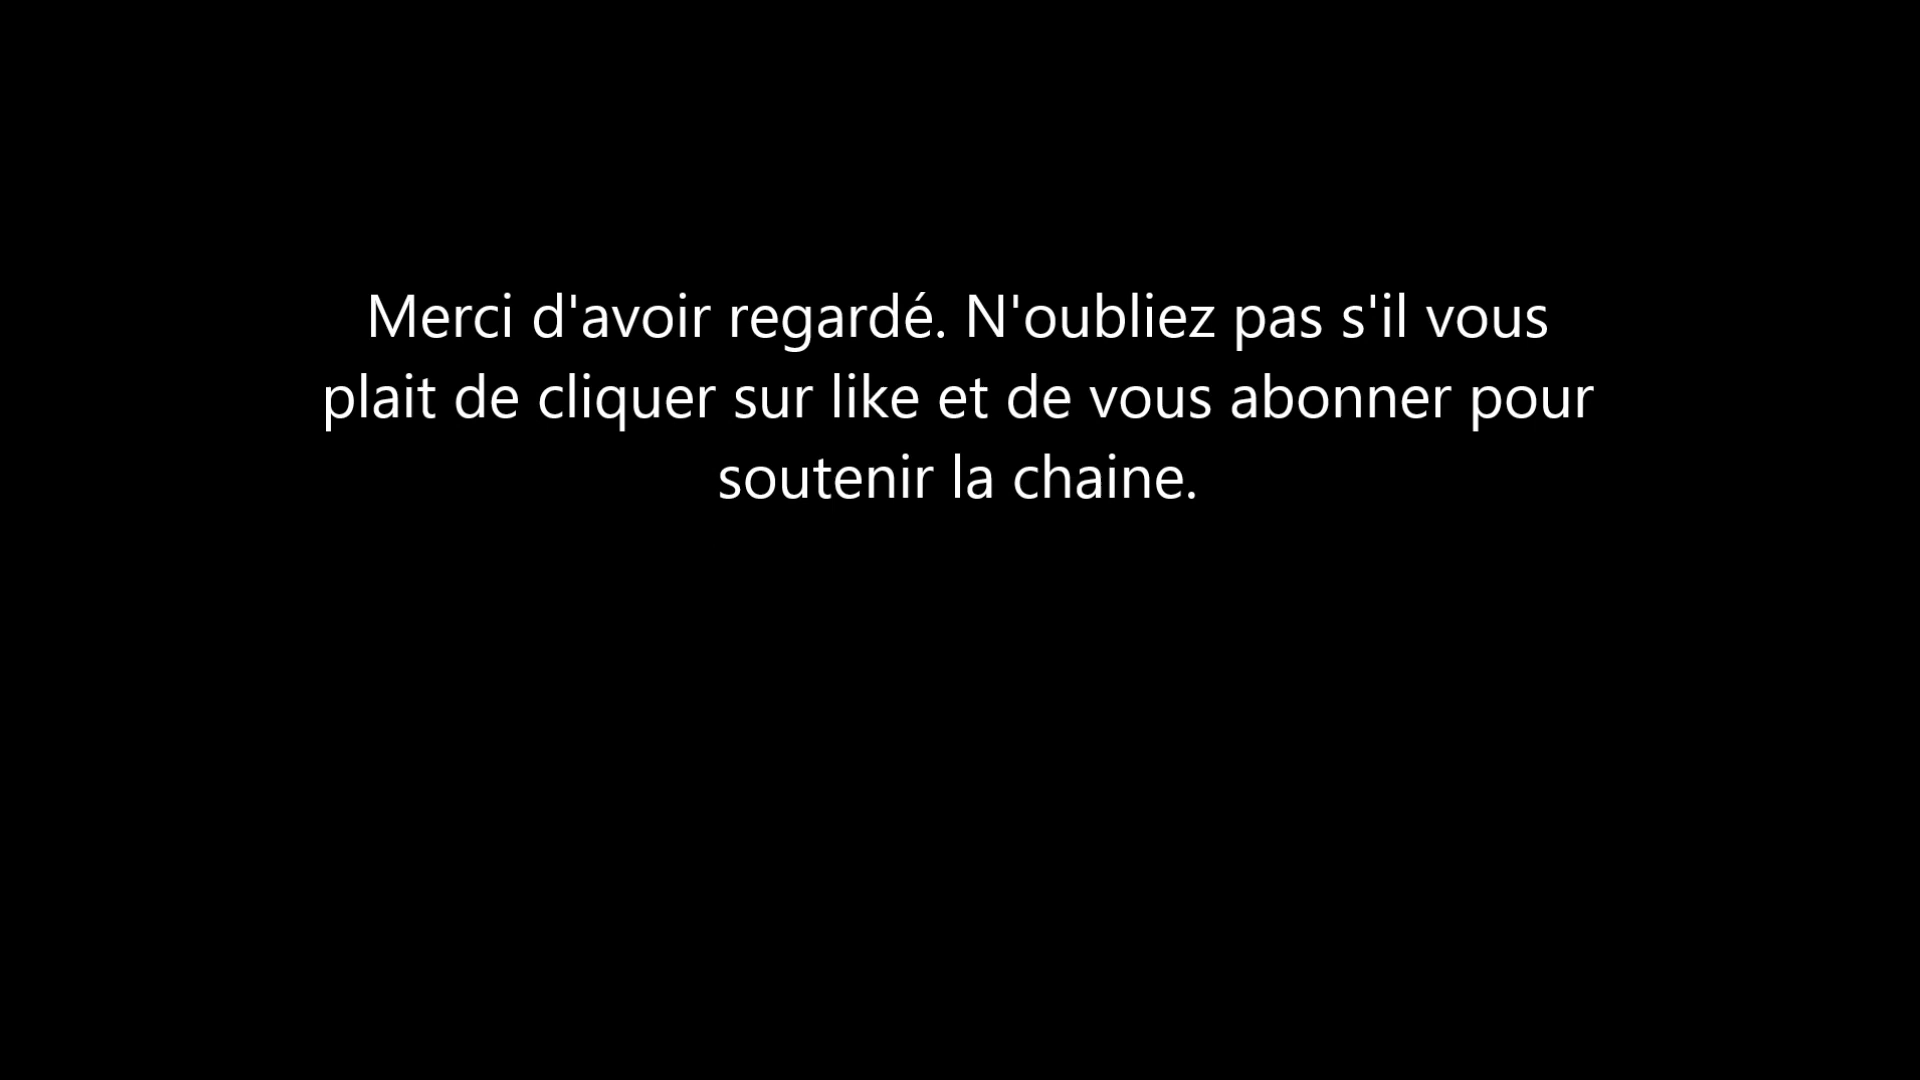 Merci d'avoir regardé. N'oubliez pas s'il vous
plait de cliquer sur like et de vous abonner pour
soutenir la chaine.